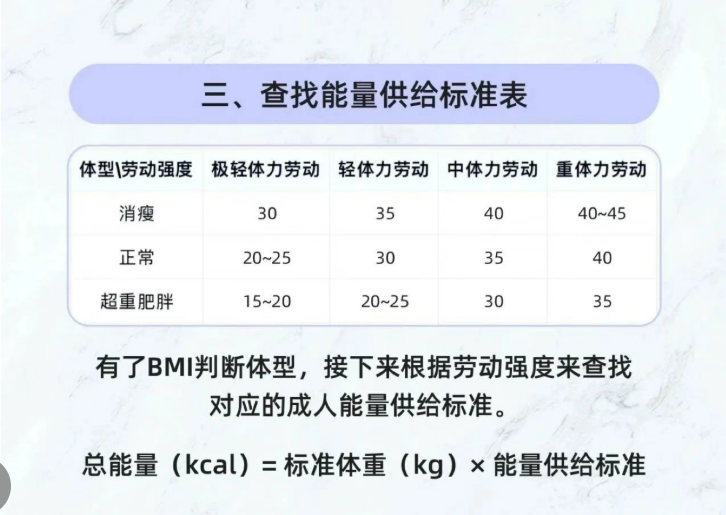 三、查找能量供给标准表
体型\劳动强度 极轻体力劳动 轻体力劳动 中体力劳动 重体力劳动
消瘦 30 35 40 40~45
正常 20~25 30 35 40
超重肥胖 15~20 20~25 30 35
有了BMI判断体型，接下来根据劳动强度来查找
对应的成人能量供给标准。
总能量（kcal）= 标准体重（kg）× 能量供给标准